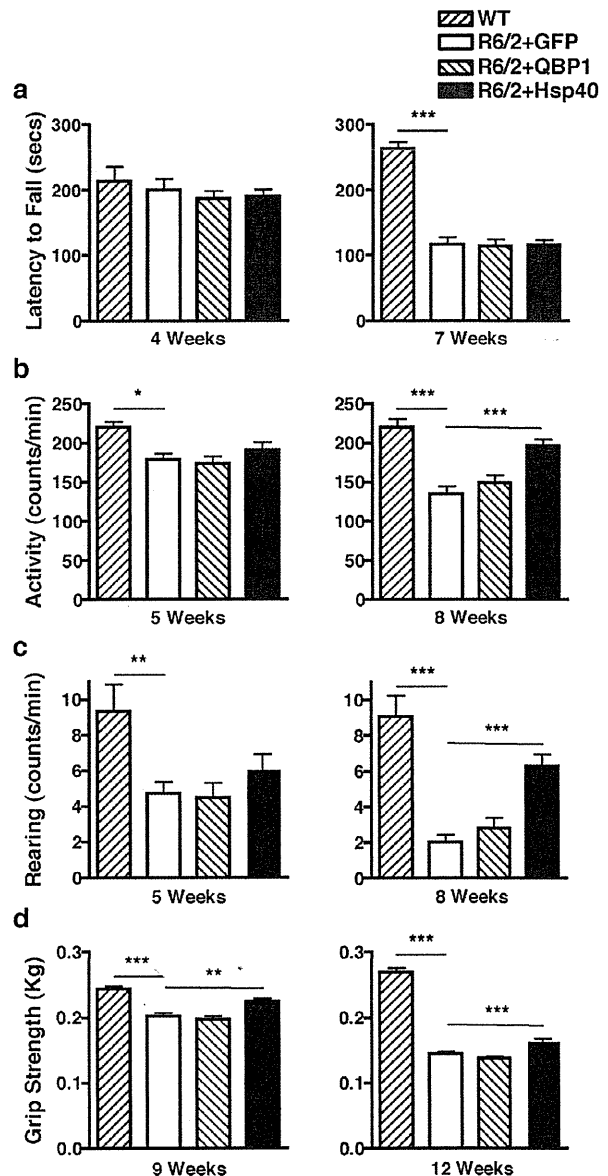 WT
R6/2+GFP
R6/2+QBP1
R6/2+Hsp40
a
Latency to Fall (secs)
300
200
100
0
4 Weeks
***
300
200
100
0
7 Weeks
b
Activity (counts/min)
*
250
200
150
100
50
0
5 Weeks
***
***
250
200
150
100
50
0
8 Weeks
c
Rearing (counts/min)
**
10
8
6
4
2
0
5 Weeks
***
***
10
8
6
4
2
0
8 Weeks
d
Grip Strength (Kg)
***
**
0.3
0.2
0.1
0.0
9 Weeks
***
***
0.3
0.2
0.1
0.0
12 Weeks